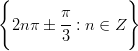 {2nπ ± π/3 : n ∈ Z}